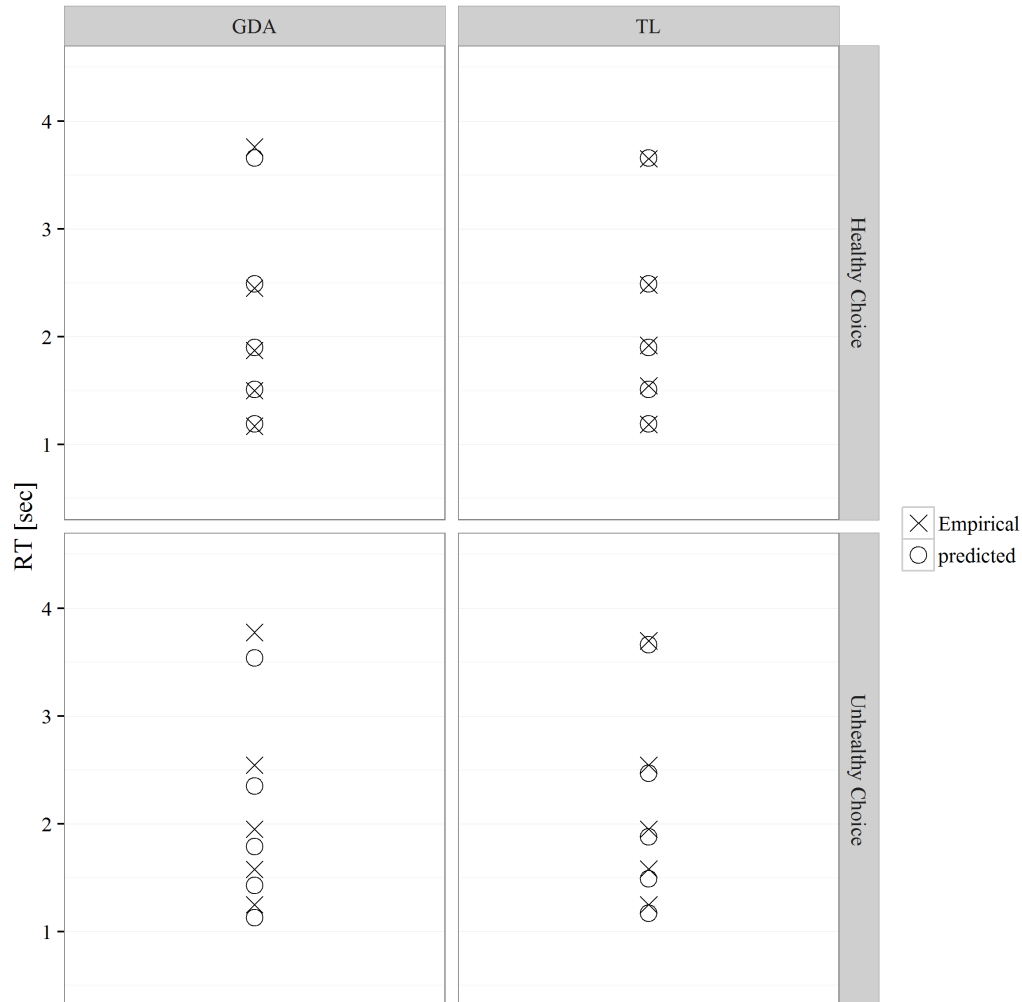 GDA
TL
4
3
2
1
Healthy Choice
RT [sec]
Empirical
predicted
4
3
2
1
Unhealthy Choice